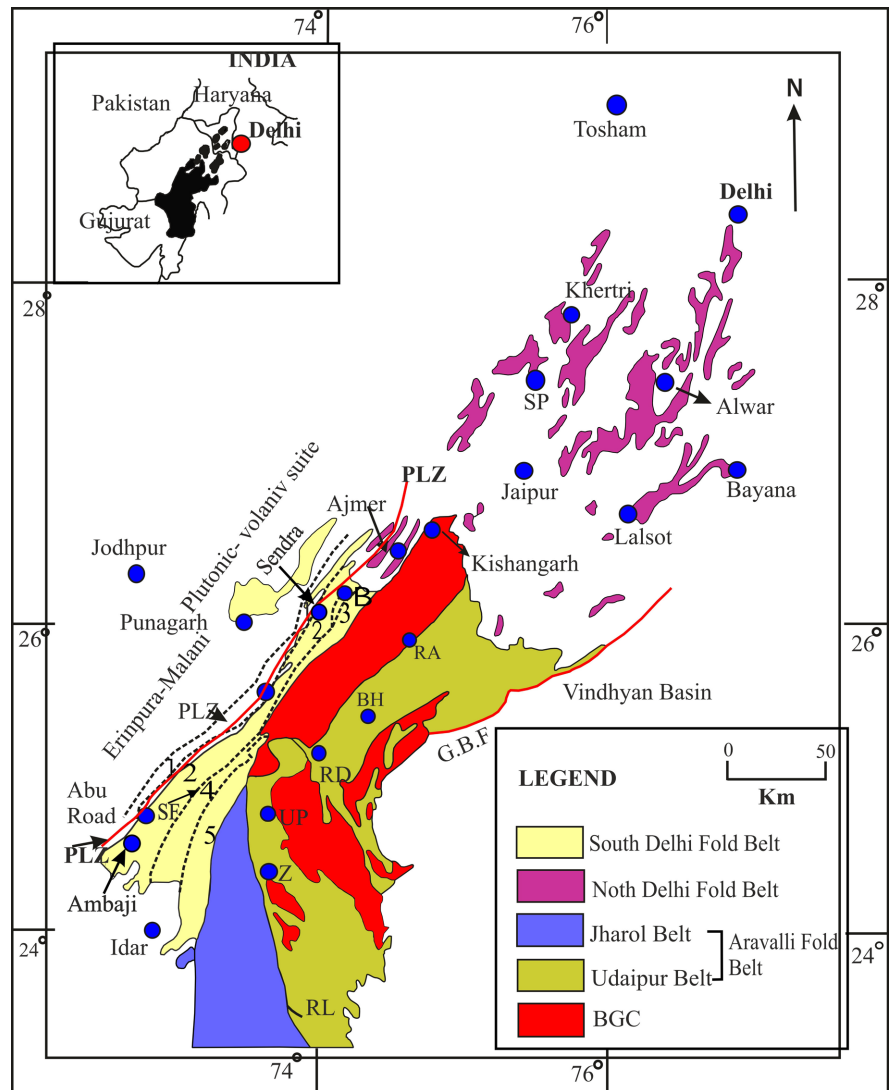 74°
76°
INDIA
Pakistan
Haryana
Delhi
Gujurat
N
Tosham
Delhi
28°
28°
Khertri
SP
Alwar
PLZ
Jaipur
Bayana
Lalsot
Ajmer
Kishangarh
Plutonic- volaniv suite
Erinpura-Malani
Sendra
Jodhpur
Punagarh
B
2
3
26°
26°
RA
PLZ
BH
Vindhyan Basin
G.B.F
RD
1
2
4
5
SF
UP
Abu
Road
PLZ
Ambaji
Z
Idar
24°
24°
RL
0
50
Km
LEGEND
South Delhi Fold Belt
Noth Delhi Fold Belt
Jharol Belt
Udaipur Belt
Aravalli Fold
Belt
BGC
74°
76°